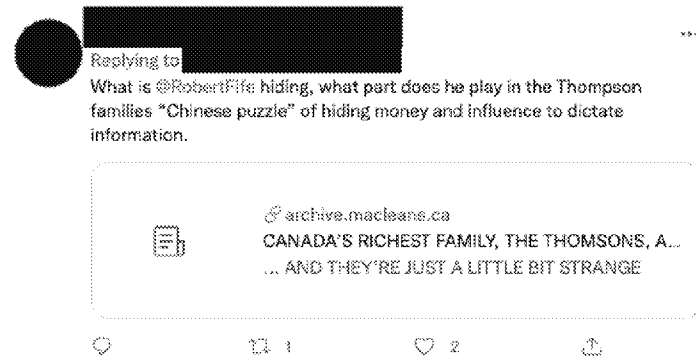 Replying to
What is @RobertFife hiding, what part does he play in the Thompson
families “Chinese puzzle” of hiding money and influence to dictate
information.
archive.macleans.ca
CANADA'S RICHEST FAMILY, THE THOMSONS, A...
... AND THEY'RE JUST A LITTLE BIT STRANGE
1 2